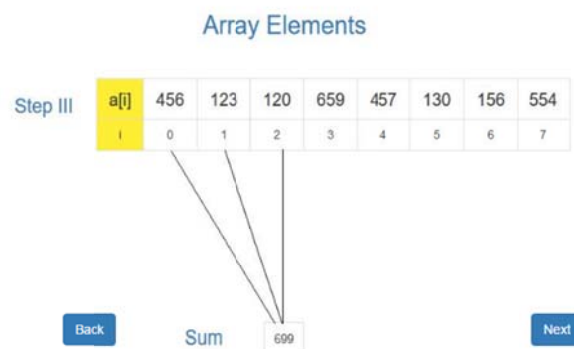 Array Elements
Step III
a[i] 456 123 120 659 457 130 156 554
i 0 1 2 3 4 5 6 7
Back Sum 699 Next